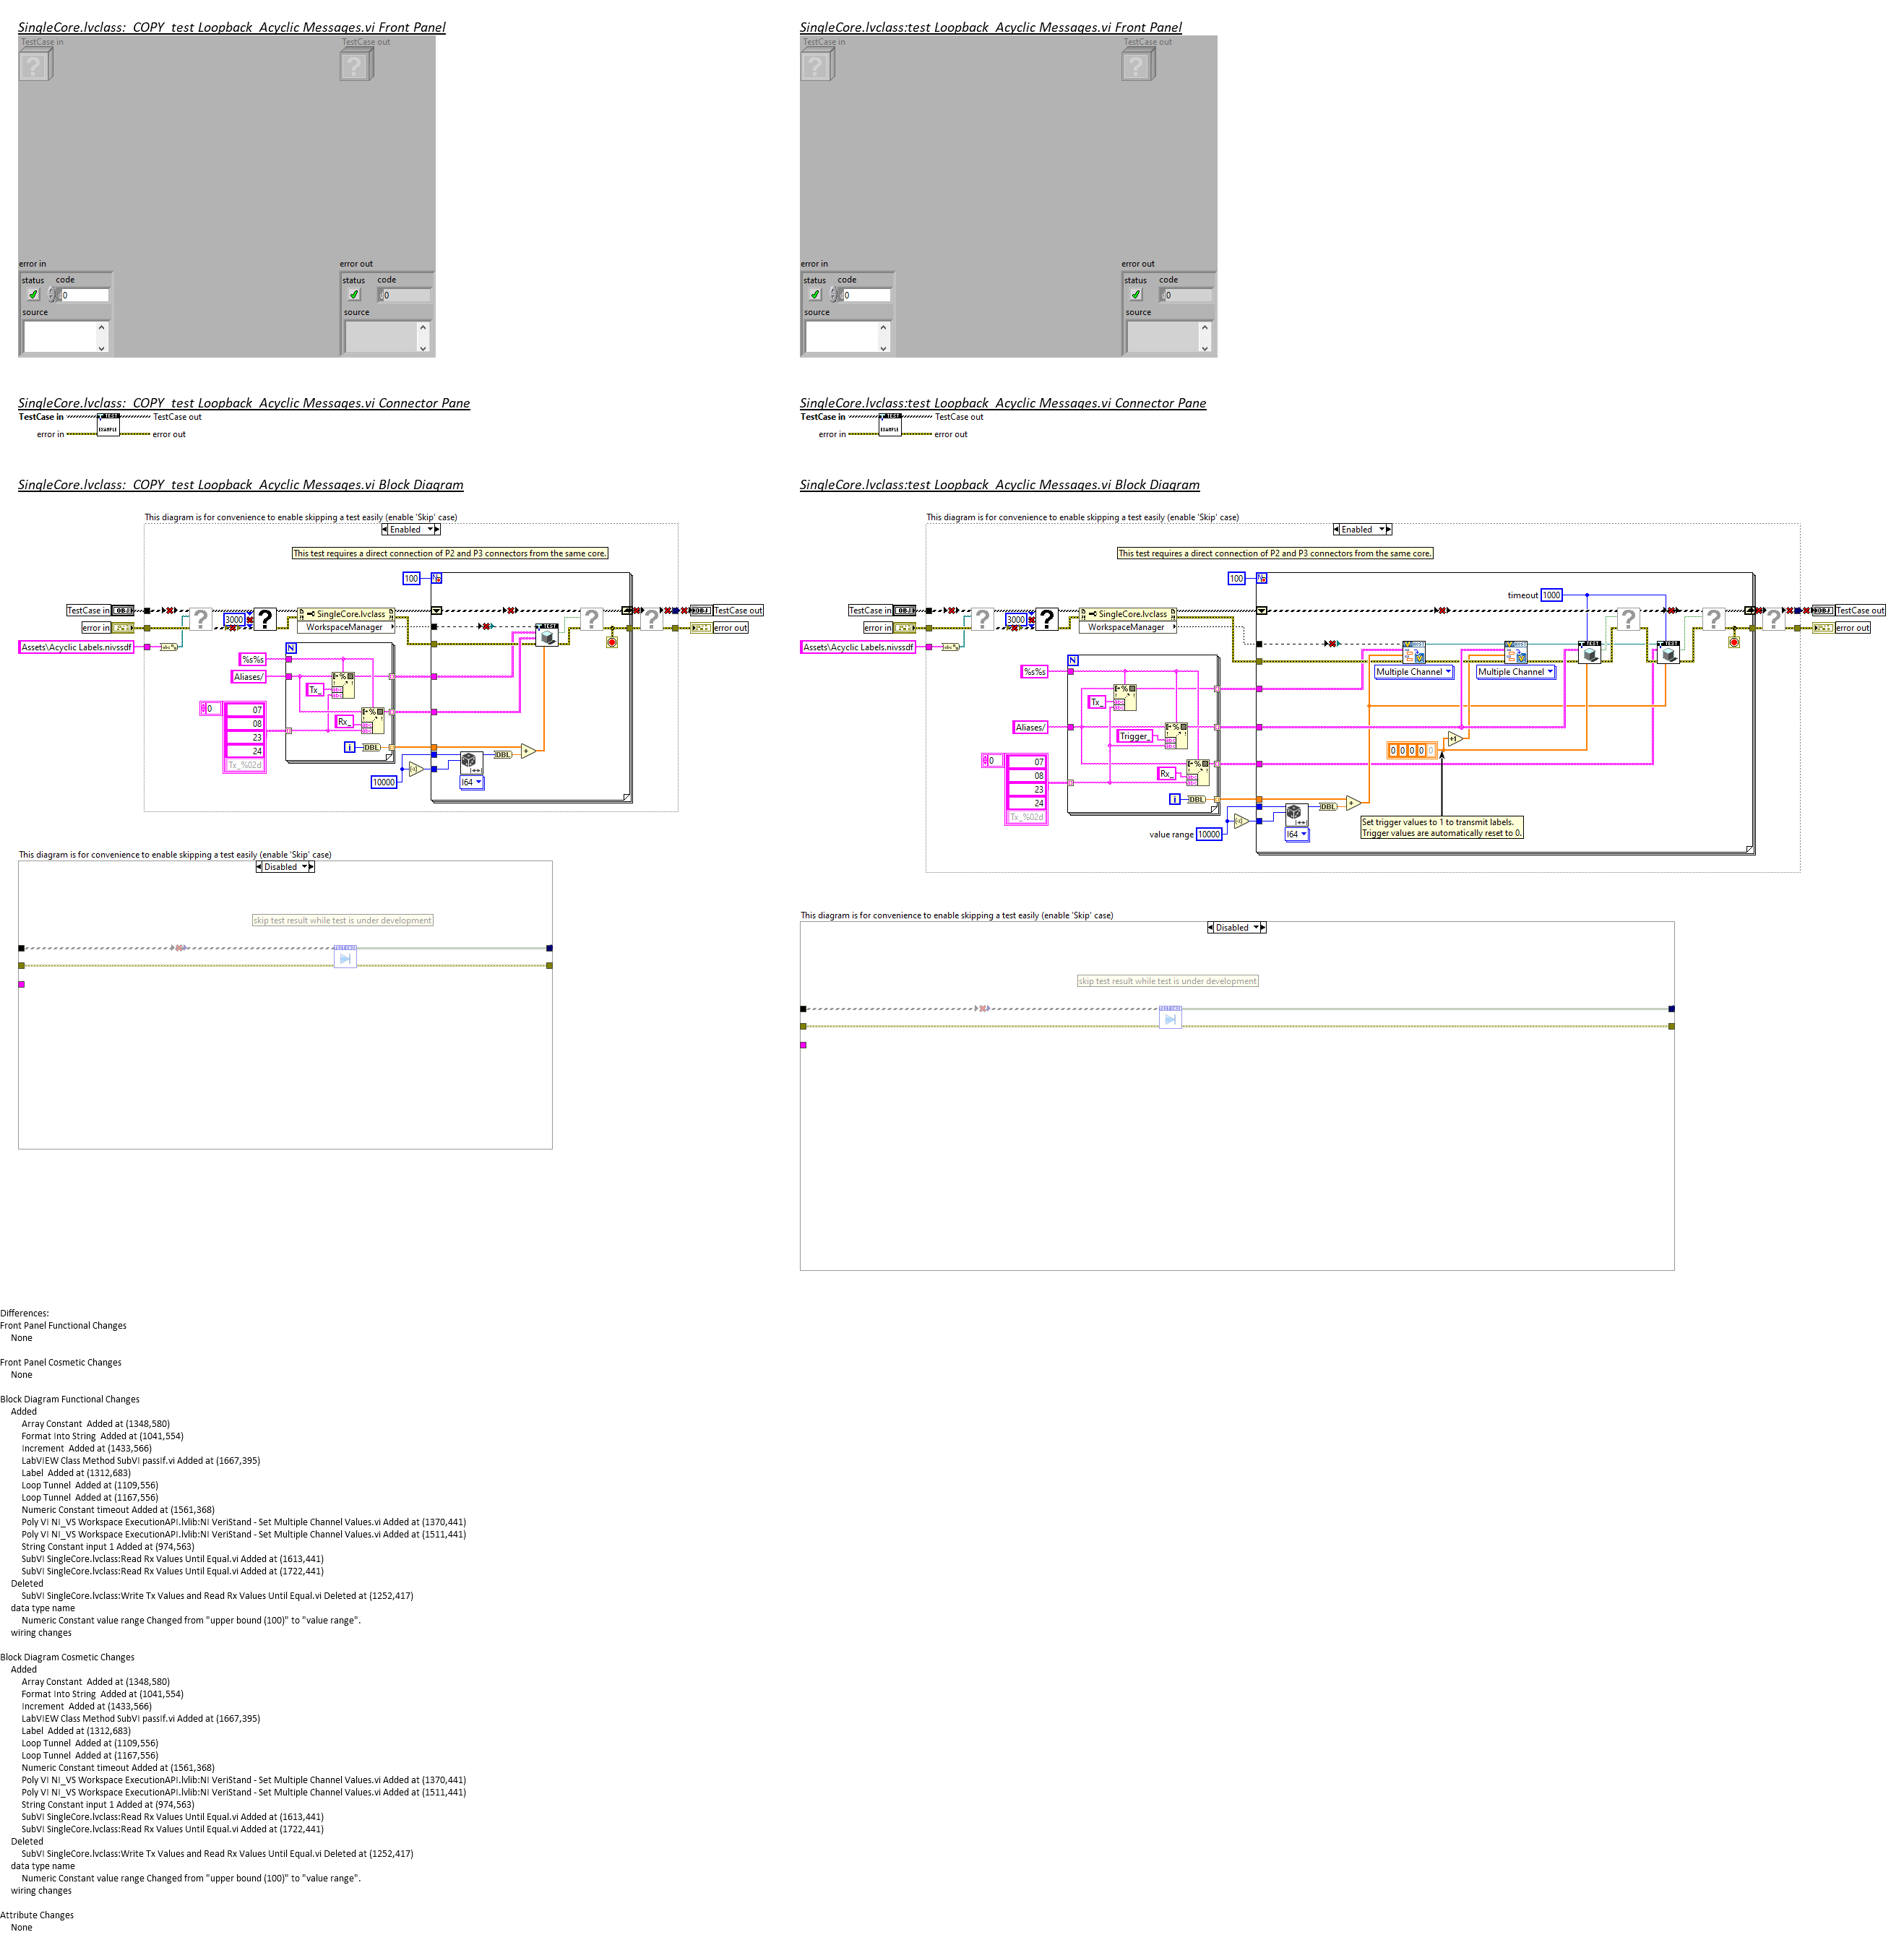 SingleCore.lvclass:_COPY_test Loopback_Acyclic Messages.vi Front Panel
TestCase in
TestCase out
error in
status
code
0
source
error out
status
code
0
source
SingleCore.lvclass:test Loopback_Acyclic Messages.vi Front Panel
TestCase in
TestCase out
error in
status
code
0
source
error out
status
code
0
source
SingleCore.lvclass:_COPY_test Loopback_Acyclic Messages.vi Connector Pane
TestCase in
TEST
TestCase out
error in
EXAMPLE
error out
SingleCore.lvclass:test Loopback_Acyclic Messages.vi Connector Pane
TestCase in
TEST
TestCase out
error in
EXAMPLE
error out
SingleCore.lvclass:_COPY_test Loopback_Acyclic Messages.vi Block Diagram
This diagram is for convenience to enable skipping a test easily (enable 'Skip' case)
Enabled
This test requires a direct connection of P2 and P3 connectors from the same core.
100
N
TestCase in
OBJ
?
3000
?
SingleCore.lvclass
WorkspaceManager
error in
Assets\Acyclic Labels.nivssdf
abc
N
%s%s
Aliases/
Tx_
Rx_
0
07
08
23
24
Tx_%02d
i
DBL
10000
I64
DBL
+
TEST
?
?
OBJ
TestCase out
error out
SingleCore.lvclass:test Loopback_Acyclic Messages.vi Block Diagram
This diagram is for convenience to enable skipping a test easily (enable 'Skip' case)
Enabled
This test requires a direct connection of P2 and P3 connectors from the same core.
100
N
timeout
1000
TestCase in
OBJ
?
3000
?
SingleCore.lvclass
WorkspaceManager
error in
Assets\Acyclic Labels.nivssdf
abc
N
%s%s
Tx_
Aliases/
Trigger_
Rx_
0
07
08
23
24
Tx_%02d
i
DBL
value range
10000
I64
DBL
+
Multiple Channel
Multiple Channel
0 0 0 0 0
+1
Set trigger values to 1 to transmit labels.
Trigger values are automatically reset to 0.
TEST
?
TEST
?
?
OBJ
TestCase out
error out
This diagram is for convenience to enable skipping a test easily (enable 'Skip' case)
Disabled
skip test result while test is under development
This diagram is for convenience to enable skipping a test easily (enable 'Skip' case)
Disabled
skip test result while test is under development
Differences:
Front Panel Functional Changes
None
Front Panel Cosmetic Changes
None
Block Diagram Functional Changes
Added
Array Constant  Added at (1348,580)
Format Into String  Added at (1041,554)
Increment  Added at (1433,566)
LabVIEW Class Method SubVI passIf.vi Added at (1667,395)
Label  Added at (1312,683)
Loop Tunnel  Added at (1109,556)
Loop Tunnel  Added at (1167,556)
Numeric Constant timeout Added at (1561,368)
Poly VI NI_VS Workspace ExecutionAPI.lvlib:NI VeriStand - Set Multiple Channel Values.vi Added at (1370,441)
Poly VI NI_VS Workspace ExecutionAPI.lvlib:NI VeriStand - Set Multiple Channel Values.vi Added at (1511,441)
String Constant input 1 Added at (974,563)
SubVI SingleCore.lvclass:Read Rx Values Until Equal.vi Added at (1613,441)
SubVI SingleCore.lvclass:Read Rx Values Until Equal.vi Added at (1722,441)
Deleted
SubVI SingleCore.lvclass:Write Tx Values and Read Rx Values Until Equal.vi Deleted at (1252,417)
data type name
Numeric Constant value range Changed from "upper bound (100)" to "value range".
wiring changes
Block Diagram Cosmetic Changes
Added
Array Constant  Added at (1348,580)
Format Into String  Added at (1041,554)
Increment  Added at (1433,566)
LabVIEW Class Method SubVI passIf.vi Added at (1667,395)
Label  Added at (1312,683)
Loop Tunnel  Added at (1109,556)
Loop Tunnel  Added at (1167,556)
Numeric Constant timeout Added at (1561,368)
Poly VI NI_VS Workspace ExecutionAPI.lvlib:NI VeriStand - Set Multiple Channel Values.vi Added at (1370,441)
Poly VI NI_VS Workspace ExecutionAPI.lvlib:NI VeriStand - Set Multiple Channel Values.vi Added at (1511,441)
String Constant input 1 Added at (974,563)
SubVI SingleCore.lvclass:Read Rx Values Until Equal.vi Added at (1613,441)
SubVI SingleCore.lvclass:Read Rx Values Until Equal.vi Added at (1722,441)
Deleted
SubVI SingleCore.lvclass:Write Tx Values and Read Rx Values Until Equal.vi Deleted at (1252,417)
data type name
Numeric Constant value range Changed from "upper bound (100)" to "value range".
wiring changes
Attribute Changes
None